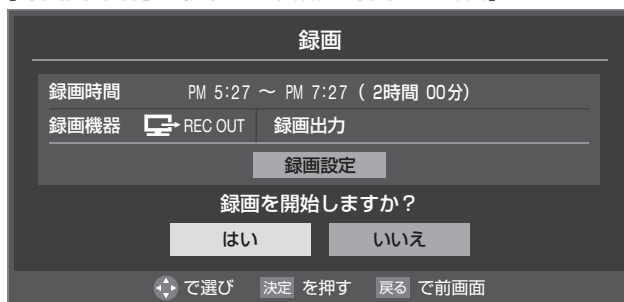 録画
録画時間 PM 5:27 ～ PM 7:27 ( 2時間 00分)
録画機器 REC OUT 録画出力
録画設定
録画を開始しますか？
はい いいえ
で選び 決定 を押す 戻る で前画面